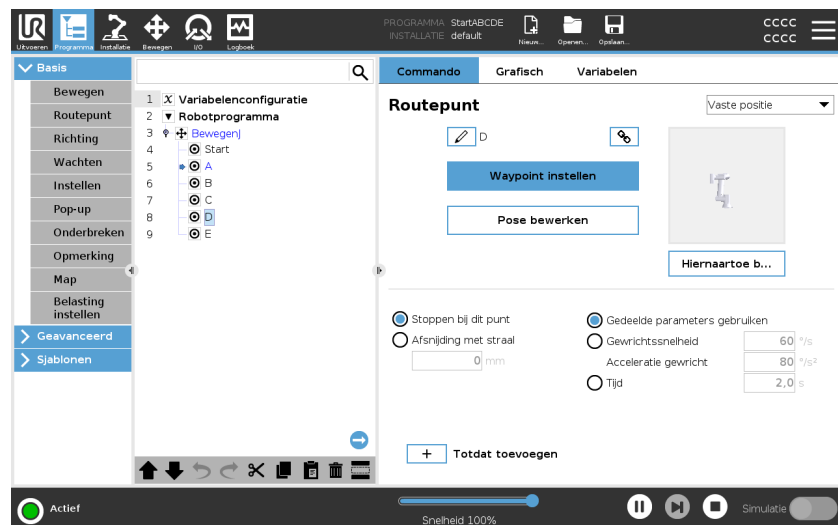 PROGRAMMA StartABCDE
INSTALLATIE default
Uitvoeren Programma Installatie Bewegen I/O Logboek Nieuw... Openen... Opslaan...
CCCC
CCCC
Basis
Bewegen
Routepunt
Richting
Wachten
Instellen
Pop-up
Onderbreken
Opmerking
Map
Belasting
instellen
Geavanceerd
Sjablonen
1 X Variabelenconfiguratie
2 Robotprogramma
3 BewegenJ
4 Start
5 A
6 B
7 C
8 D
9 E
Commando Grafisch Variabelen
Routepunt
Vaste positie
D
Waypoint instellen
Pose bewerken
Hiernaartoe b...
Stoppen bij dit punt
Afsnijding met straal
0 mm
Gedeelde parameters gebruiken
Gewrichtssnelheid 60 °/s
Acceleratie gewricht 80 °/s²
Tijd 2,0 s
+ Totdat toevoegen
Actief
Snelheid 100%
Simulatie